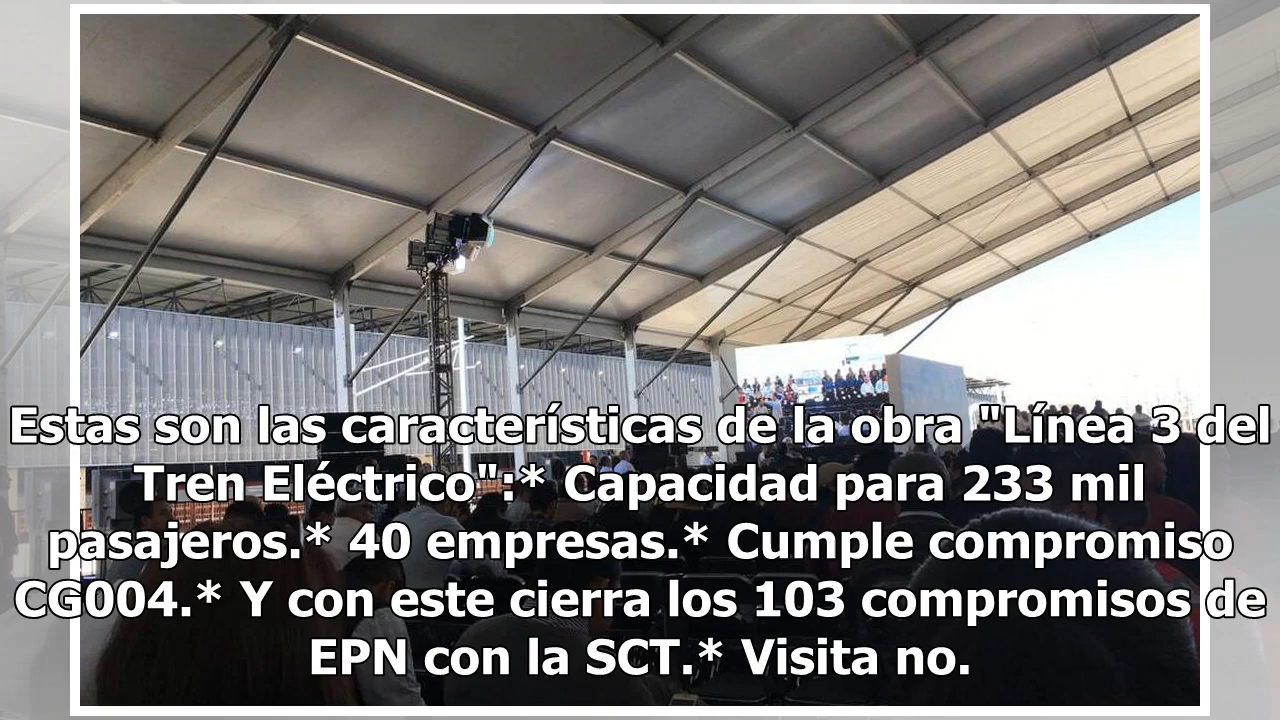 Estas son las características de la obra "Línea 3 del
Tren Eléctrico":* Capacidad para 233 mil
pasajeros.* 40 empresas.* Cumple compromiso
CG004.* Y con este cierra los 103 compromisos de
EPN con la SCT.* Visita no.